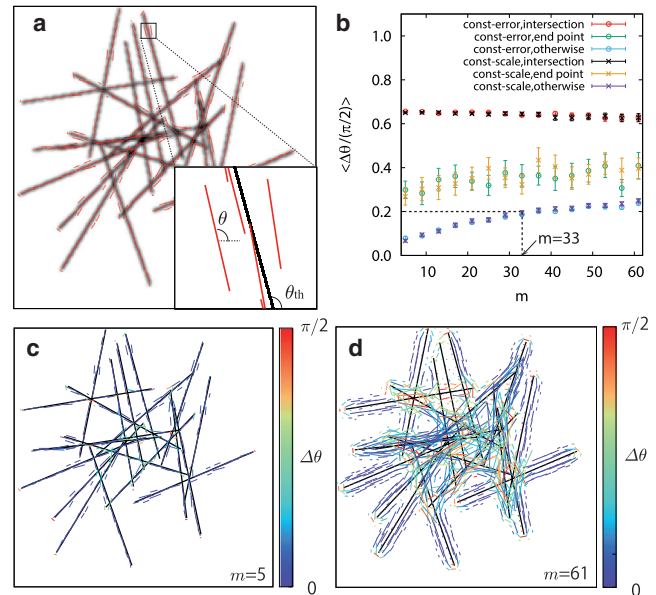 a
θ
θth
b
const-error,intersection
const-error,end point
const-error,otherwise
const-scale,intersection
const-scale,end point
const-scale,otherwise
1.0
0.8
0.6
0.4
0.2
0.0
<Δθ/(π/2)>
m=33
10 20 30 40 50 60
m
c
m=5
π/2
Δθ
0
d
m=61
π/2
Δθ
0